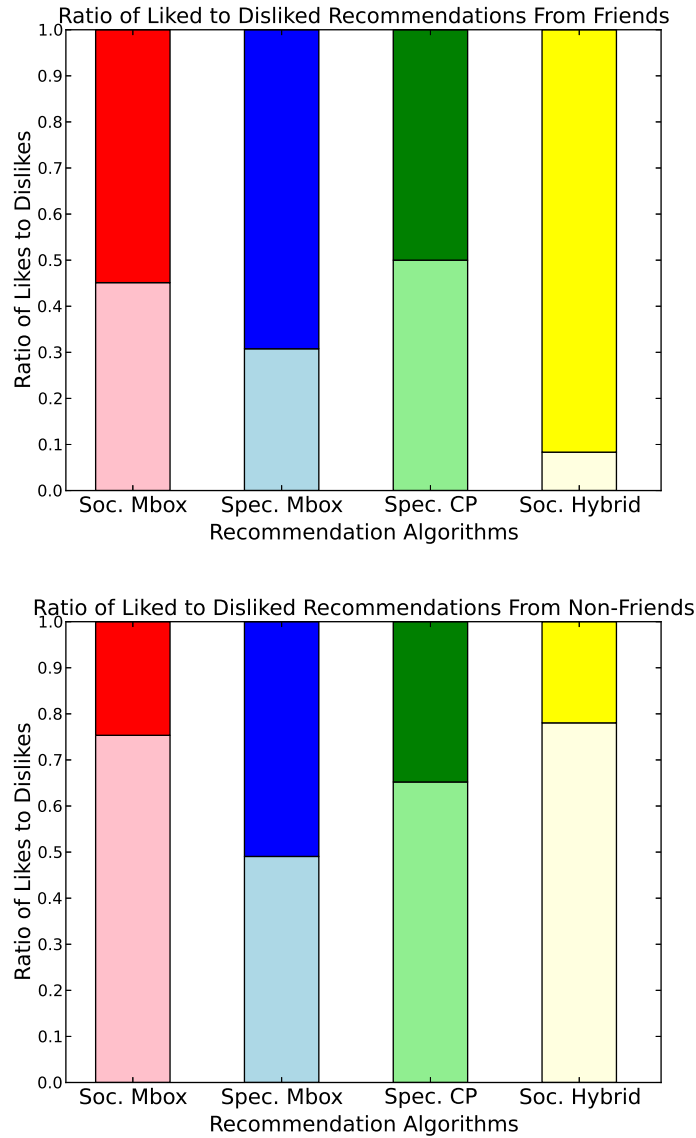 Ratio of Liked to Disliked Recommendations From Friends
1.0
0.9
0.8
0.7
0.6
0.5
0.4
0.3
0.2
0.1
0.0
Ratio of Likes to Dislikes
Soc. Mbox Spec. Mbox Spec. CP Soc. Hybrid
Recommendation Algorithms
Ratio of Liked to Disliked Recommendations From Non-Friends
1.0
0.9
0.8
0.7
0.6
0.5
0.4
0.3
0.2
0.1
0.0
Ratio of Likes to Dislikes
Soc. Mbox Spec. Mbox Spec. CP Soc. Hybrid
Recommendation Algorithms